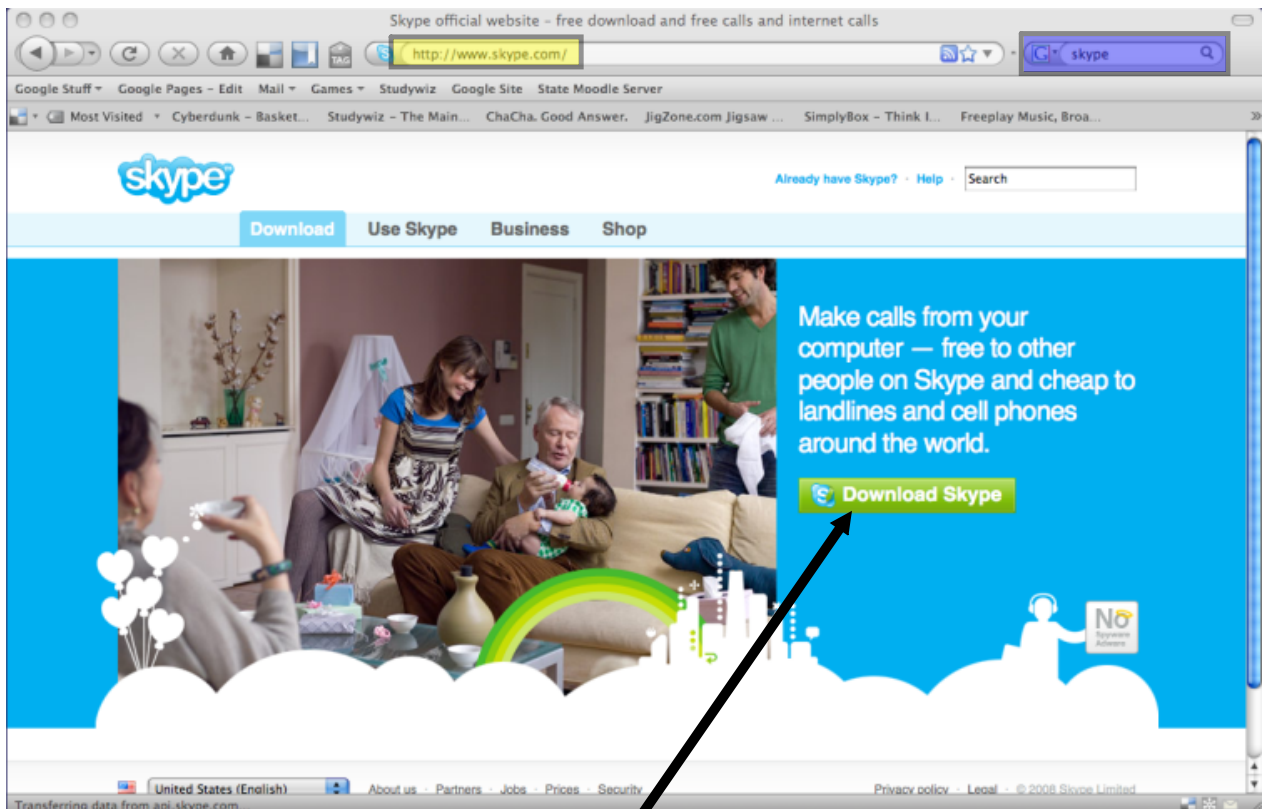 Skype official website - free download and free calls and internet calls
TAG
http://www.skype.com/
G
skype
Google Stuff Google Pages - Edit Mail Games Studywiz Google Site State Moodle Server
Most Visited Cyberdunk - Basket... Studywiz - The Main... ChaCha. Good Answer. JigZone.com Jigsaw ... SimplyBox - Think I... Freeplay Music, Broa...
skype
Already have Skype? · Help · Search
Download Use Skype Business Shop
Make calls from your
computer — free to other
people on Skype and cheap to
landlines and cell phones
around the world.
Download Skype
No
Spyware
Adware
United States (English) About us · Partners · Jobs · Prices · Security Privacy policy · Legal · © 2008 Skype Limited
Transferring data from api.skype.com...